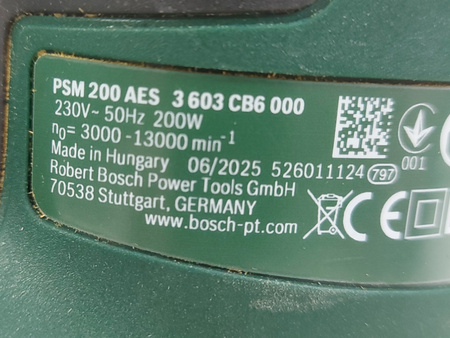 PSM 200 AES 3 603 CB6 000
230V~ 50Hz 200W
n₀= 3000 -13000 min⁻¹
Made in Hungary 06/2025 526011124 797
001
Robert Bosch Power Tools GmbH
70538 Stuttgart, GERMANY
www.bosch-pt.com
CE